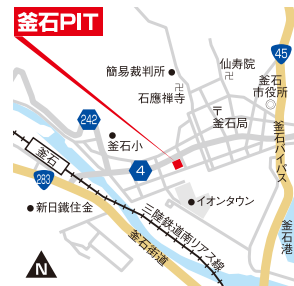 釜石PIT
45
仙寿院
簡易裁判所
釜石
市役所
石應禅寺
〒
釜石局
242
釜石小
釜石バイパス
釜石
4
283
イオンタウン
新日鐵住金
三陸鉄道南リアス線
釜石街道
釜石港
N